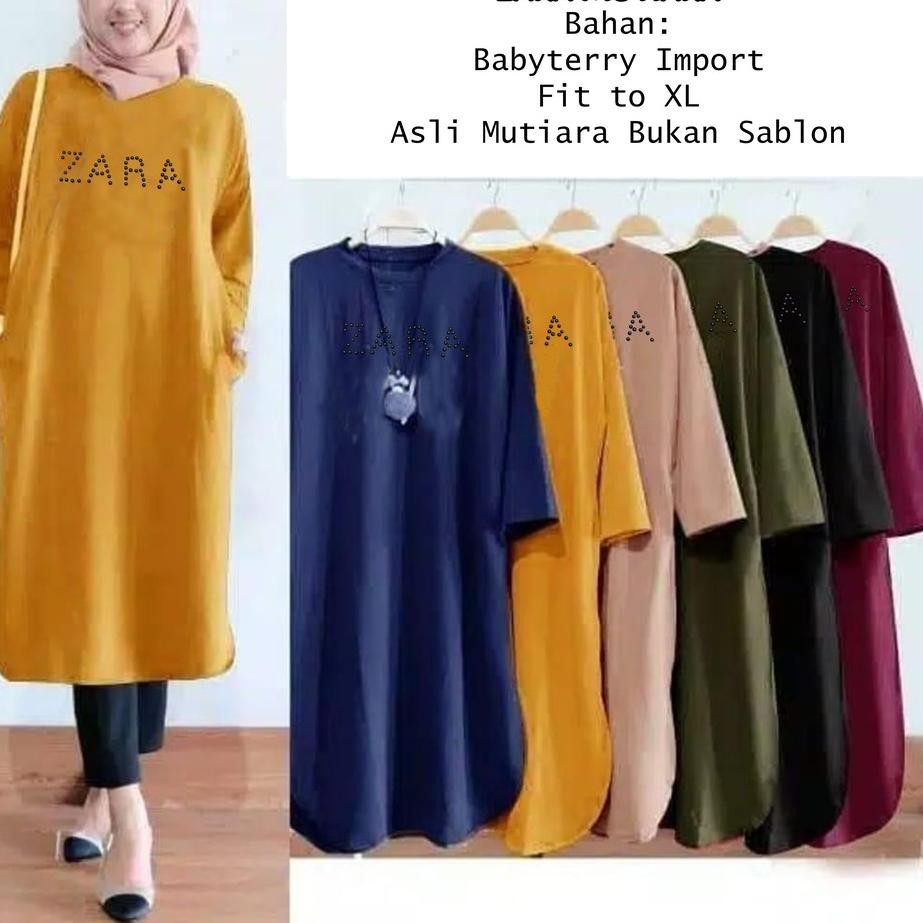 Bahan:
Babyterry Import
Fit to XL
Asli Mutiara Bukan Sablon
ZARA
ZARA
A
A
A
A
A